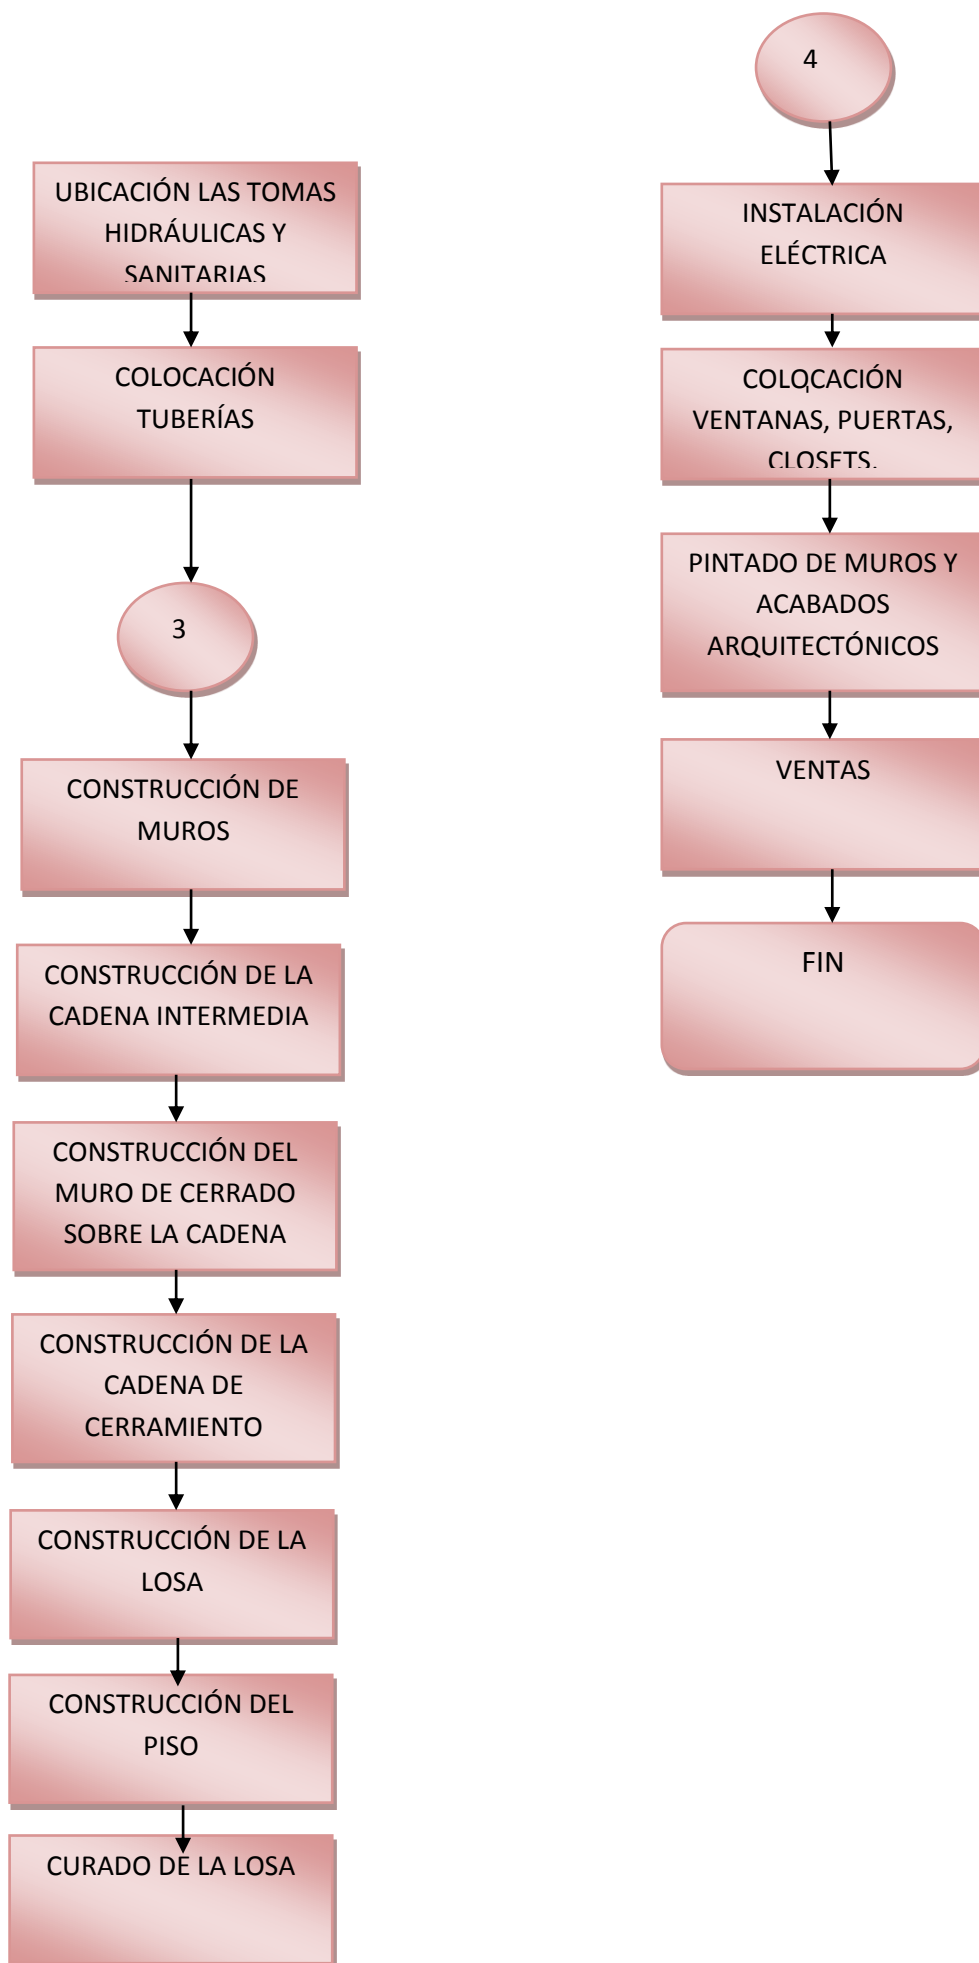 UBICACIÓN LAS TOMAS
HIDRÁULICAS Y
SANITARIAS
COLOCACIÓN
TUBERÍAS
3
CONSTRUCCIÓN DE
MUROS
CONSTRUCCIÓN DE LA
CADENA INTERMEDIA
CONSTRUCCIÓN DEL
MURO DE CERRADO
SOBRE LA CADENA
CONSTRUCCIÓN DE LA
CADENA DE
CERRAMIENTO
CONSTRUCCIÓN DE LA
LOSA
CONSTRUCCIÓN DEL
PISO
CURADO DE LA LOSA
4
INSTALACIÓN
ELÉCTRICA
COLOCACIÓN
VENTANAS, PUERTAS,
CLOSETS.
PINTADO DE MUROS Y
ACABADOS
ARQUITECTÓNICOS
VENTAS
FIN